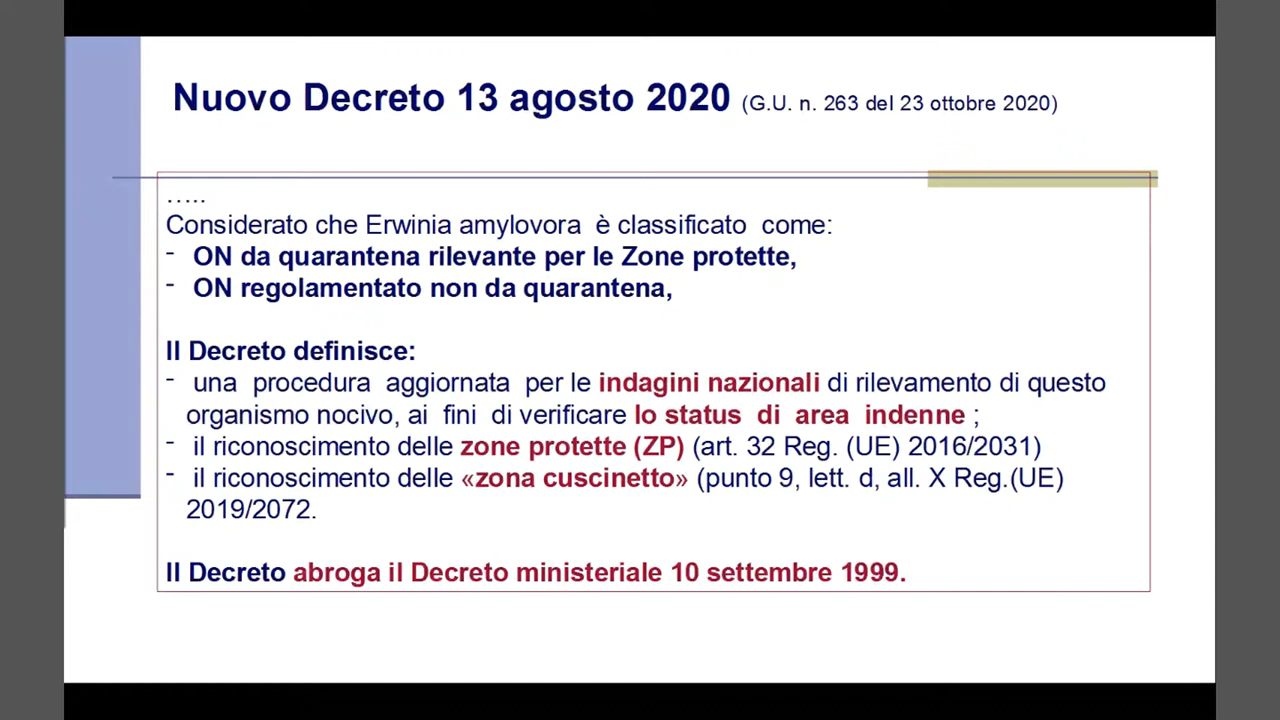 Nuovo Decreto 13 agosto 2020 (G.U. n. 263 del 23 ottobre 2020)
…..
Considerato che Erwinia amylovora è classificato come:
- ON da quarantena rilevante per le Zone protette,
- ON regolamentato non da quarantena,
Il Decreto definisce:
- una procedura aggiornata per le indagini nazionali di rilevamento di questo
organismo nocivo, ai fini di verificare lo status di area indenne ;
- il riconoscimento delle zone protette (ZP) (art. 32 Reg. (UE) 2016/2031)
- il riconoscimento delle «zona cuscinetto» (punto 9, lett. d, all. X Reg.(UE)
2019/2072.
Il Decreto abroga il Decreto ministeriale 10 settembre 1999.